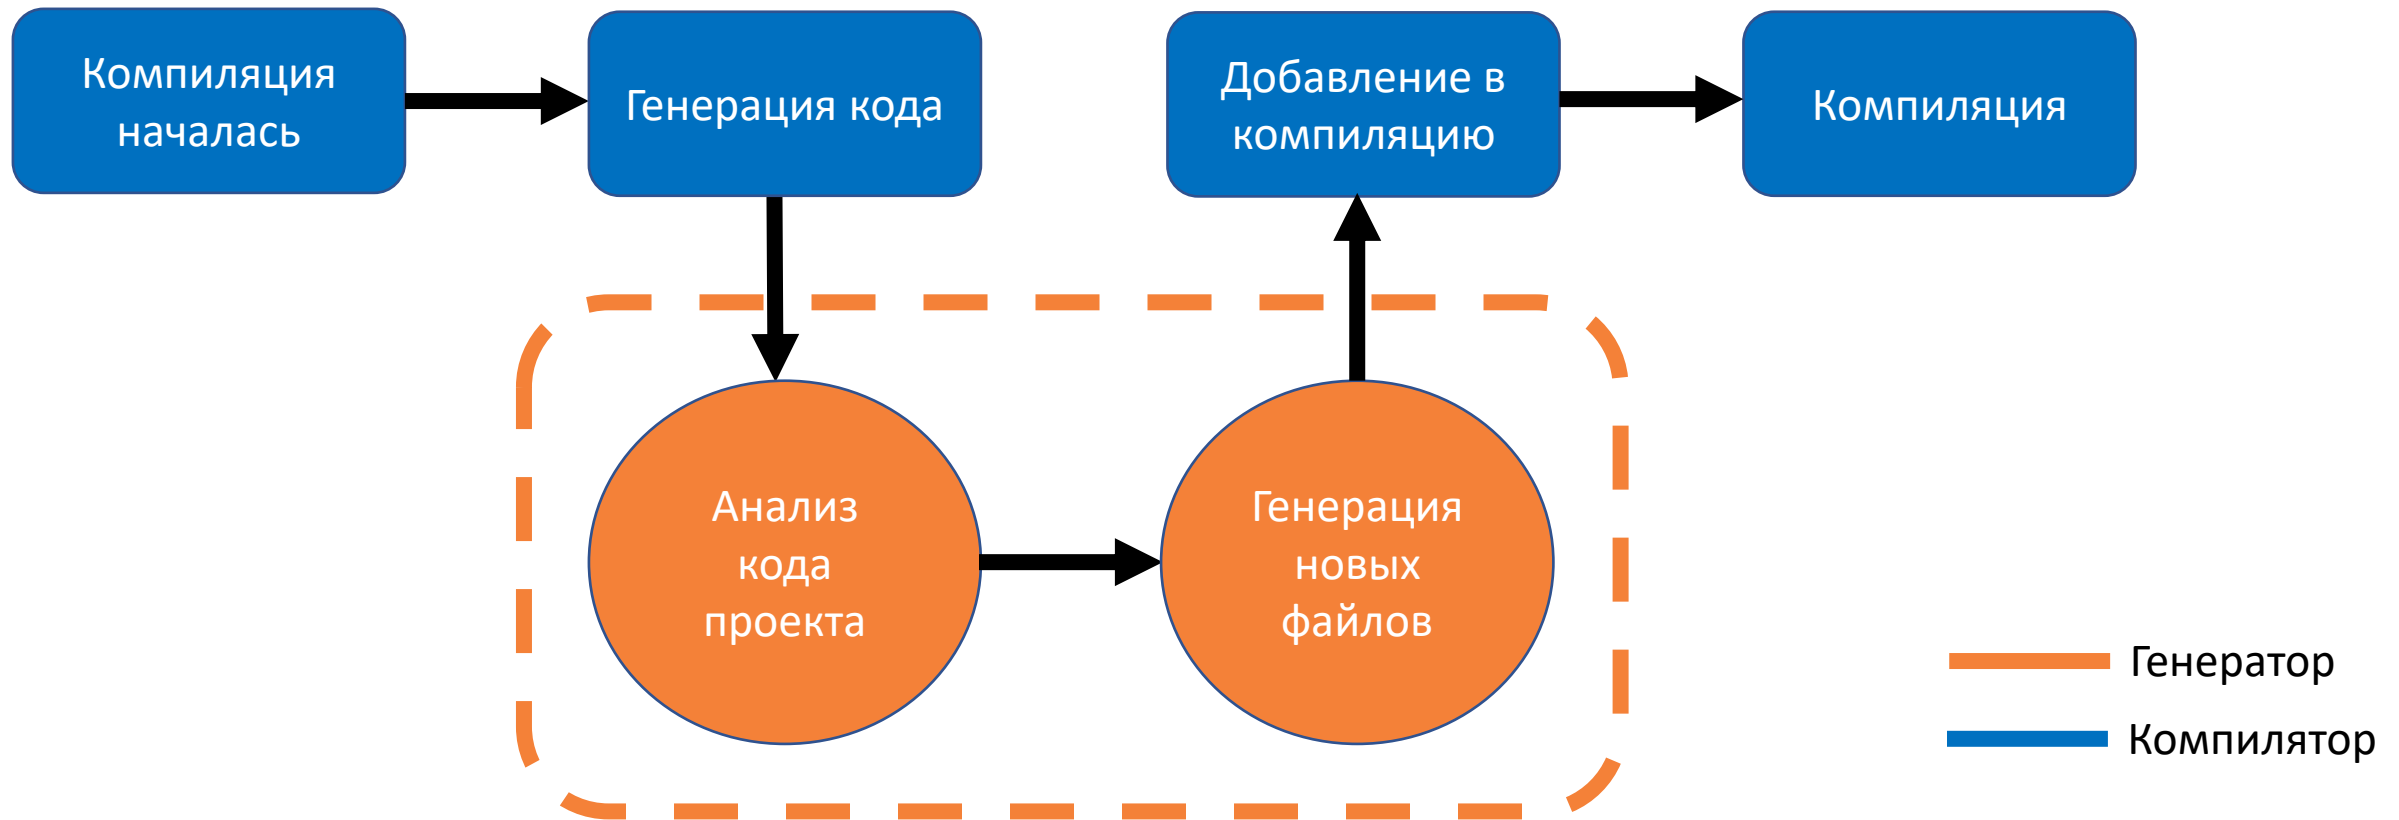 Компиляция
началась
Генерация кода
Добавление в
компиляцию
Компиляция
Анализ
кода
проекта
Генерация
новых
файлов
Генератор
Компилятор